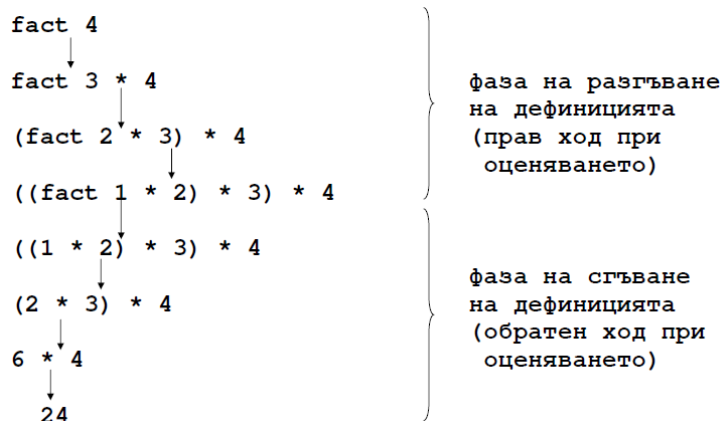 fact 4
fact 3 * 4
(fact 2 * 3) * 4
((fact 1 * 2) * 3) * 4
фаза на разгъване
на дефиницията
(прав ход при
оценяването)
((1 * 2) * 3) * 4
(2 * 3) * 4
6 * 4
24
фаза на сгъване
на дефиницията
(обратен ход при
оценяването)